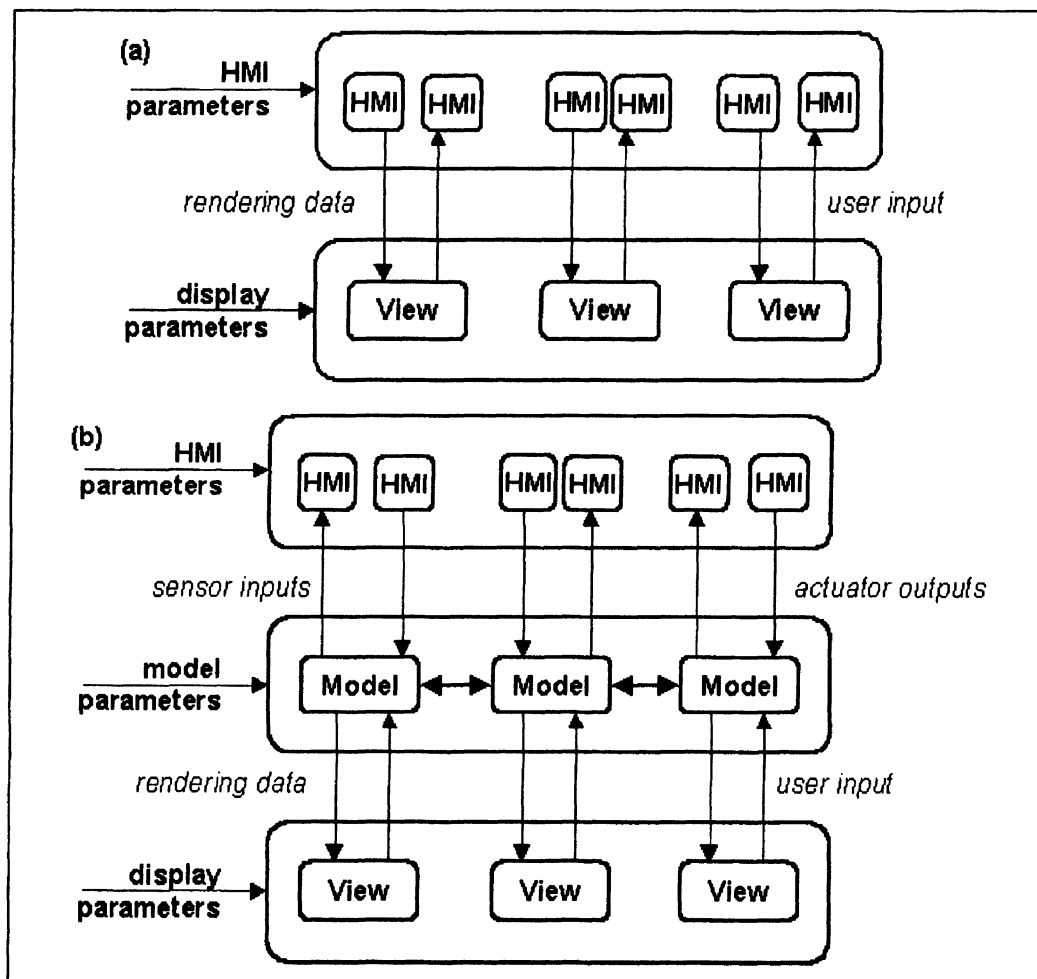 (a)
HMI
parameters
HMI HMI HMI HMI HMI HMI
rendering data user input
display
parameters
View View View
(b)
HMI
parameters
HMI HMI HMI HMI HMI HMI
sensor inputs actuator outputs
model
parameters
Model Model Model
rendering data user input
display
parameters
View View View